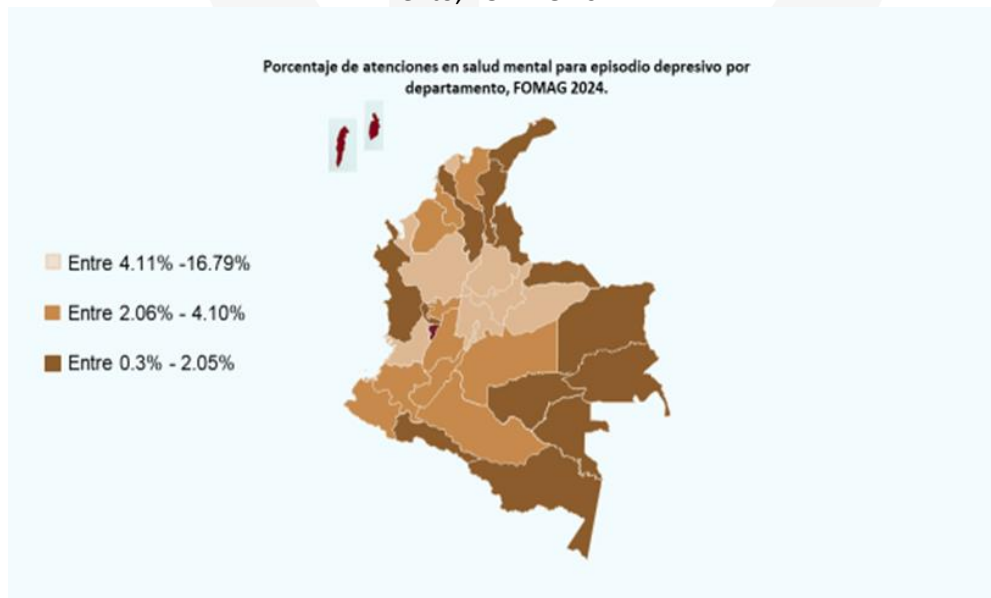 Porcentaje de atenciones en salud mental para episodio depresivo por
departamento, FOMAG 2024.
Entre 4.11% -16.79%
Entre 2.06% - 4.10%
Entre 0.3% - 2.05%